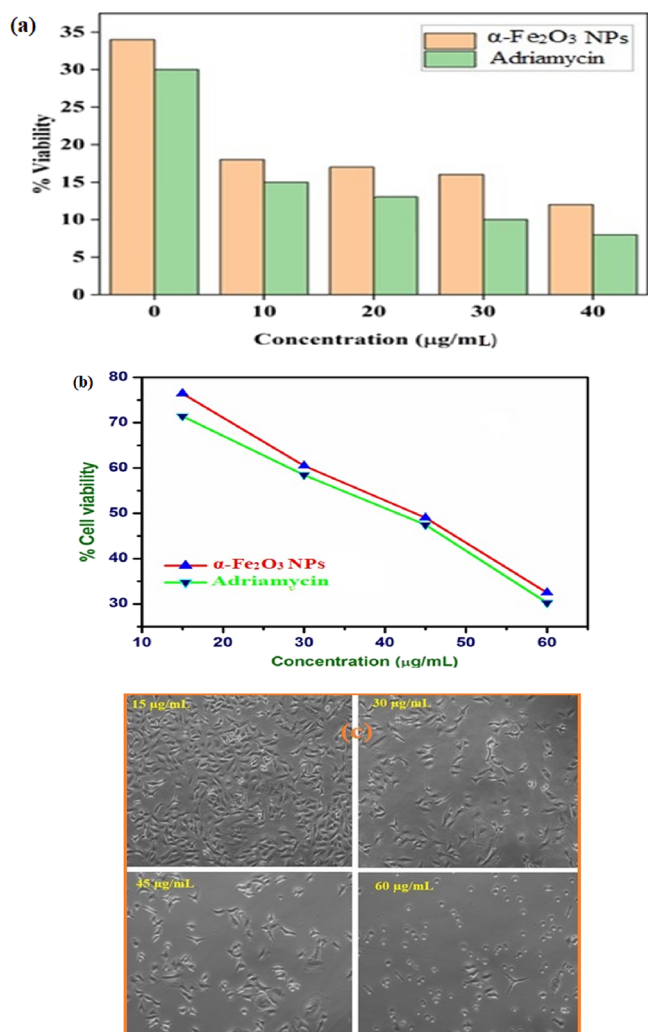 (a)
35
30
25
20
15
10
5
0
% Viability
α-Fe₂O₃ NPs
Adriamycin
0 10 20 30 40
Concentration (µg/mL)
(b)
80
70
60
50
40
30
% Cell viability
α-Fe₂O₃ NPs
Adriamycin
10 20 30 40 50 60
Concentration (µg/mL)
15 µg/mL
30 µg/mL
(c)
45 µg/mL
60 µg/mL